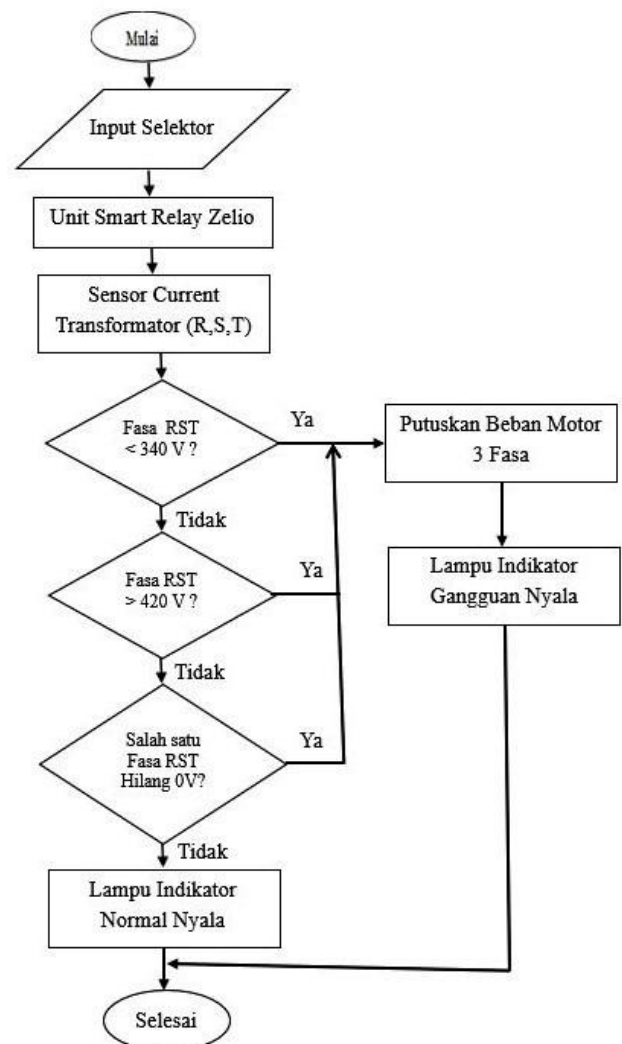 Mulai
Input Selektor
Unit Smart Relay Zelio
Sensor Current
Transformator (R,S,T)
Fasa RST
< 340 V ?
Ya
Putuskan Beban Motor
3 Fasa
Tidak
Fasa RST
> 420 V ?
Ya
Lampu Indikator
Gangguan Nyala
Tidak
Salah satu
Fasa RST
Hilang 0V?
Ya
Tidak
Lampu Indikator
Normal Nyala
Selesai